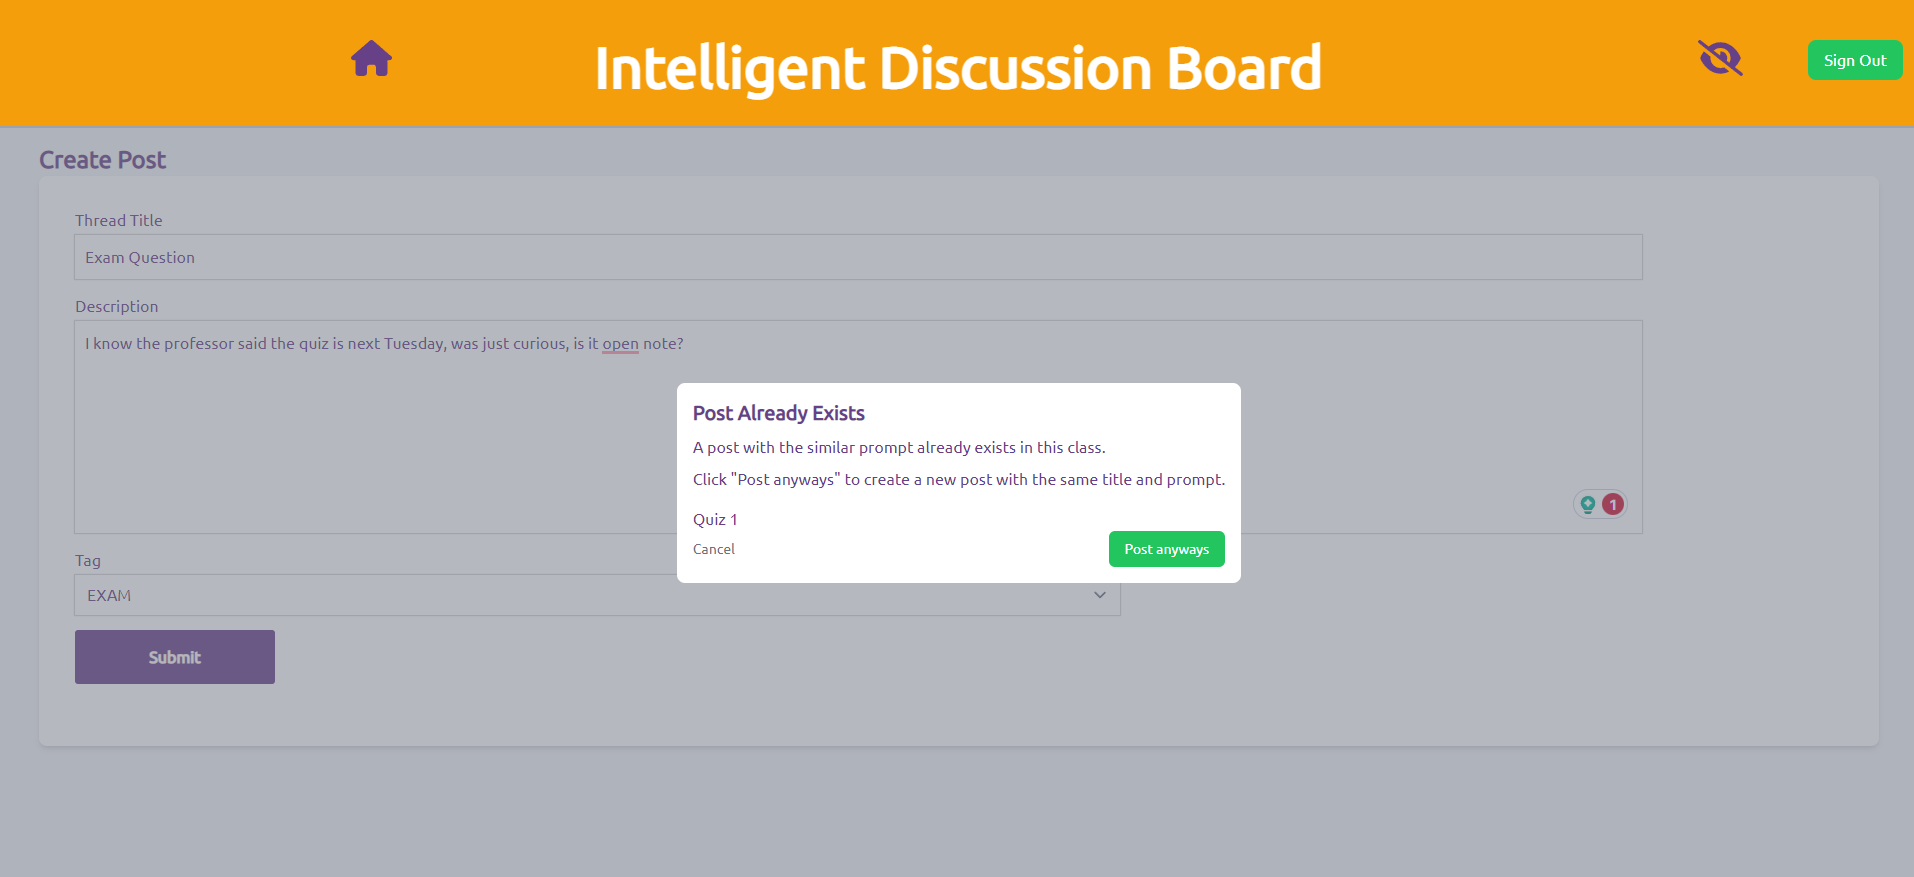 Intelligent Discussion Board
Sign Out
Create Post
Thread Title
Exam Question
Description
I know the professor said the quiz is next Tuesday, was just curious, is it open note?
Post Already Exists
A post with the similar prompt already exists in this class.
Click "Post anyways" to create a new post with the same title and prompt.
Quiz 1
Cancel
Post anyways
1
Tag
EXAM
Submit